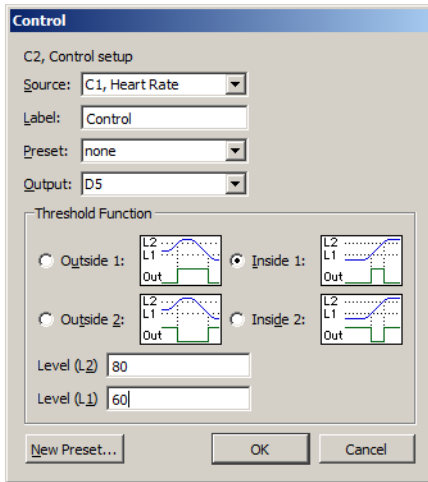 Control
C2, Control setup
Source: C1, Heart Rate
Label: Control
Preset: none
Output: D5
Threshold Function
Outside 1: L2 L1 Out Inside 1: L2 L1 Out
Outside 2: L2 L1 Out Inside 2: L2 L1 Out
Level (L2) 80
Level (L1) 60
New Preset... OK Cancel